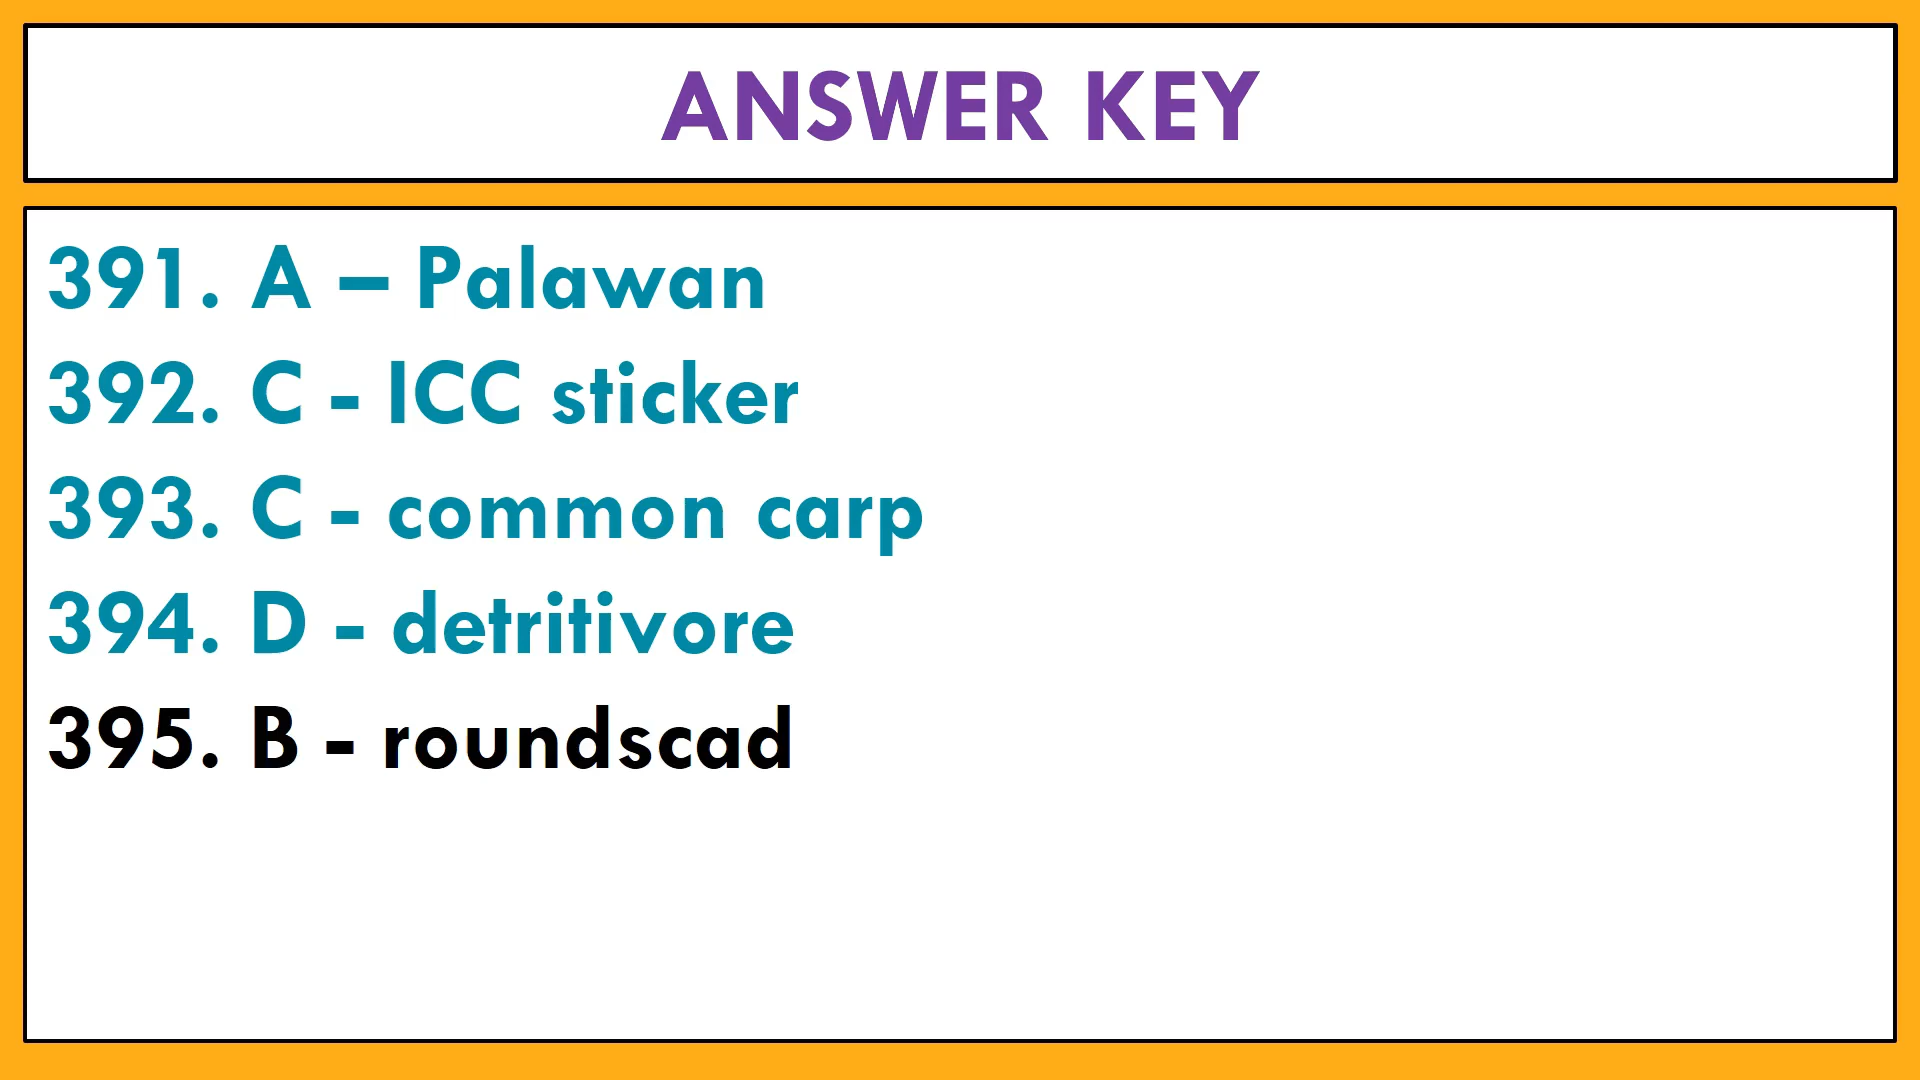 ANSWER KEY
391. A – Palawan
392. C - ICC sticker
393. C - common carp
394. D - detritivore
395. B - roundscad